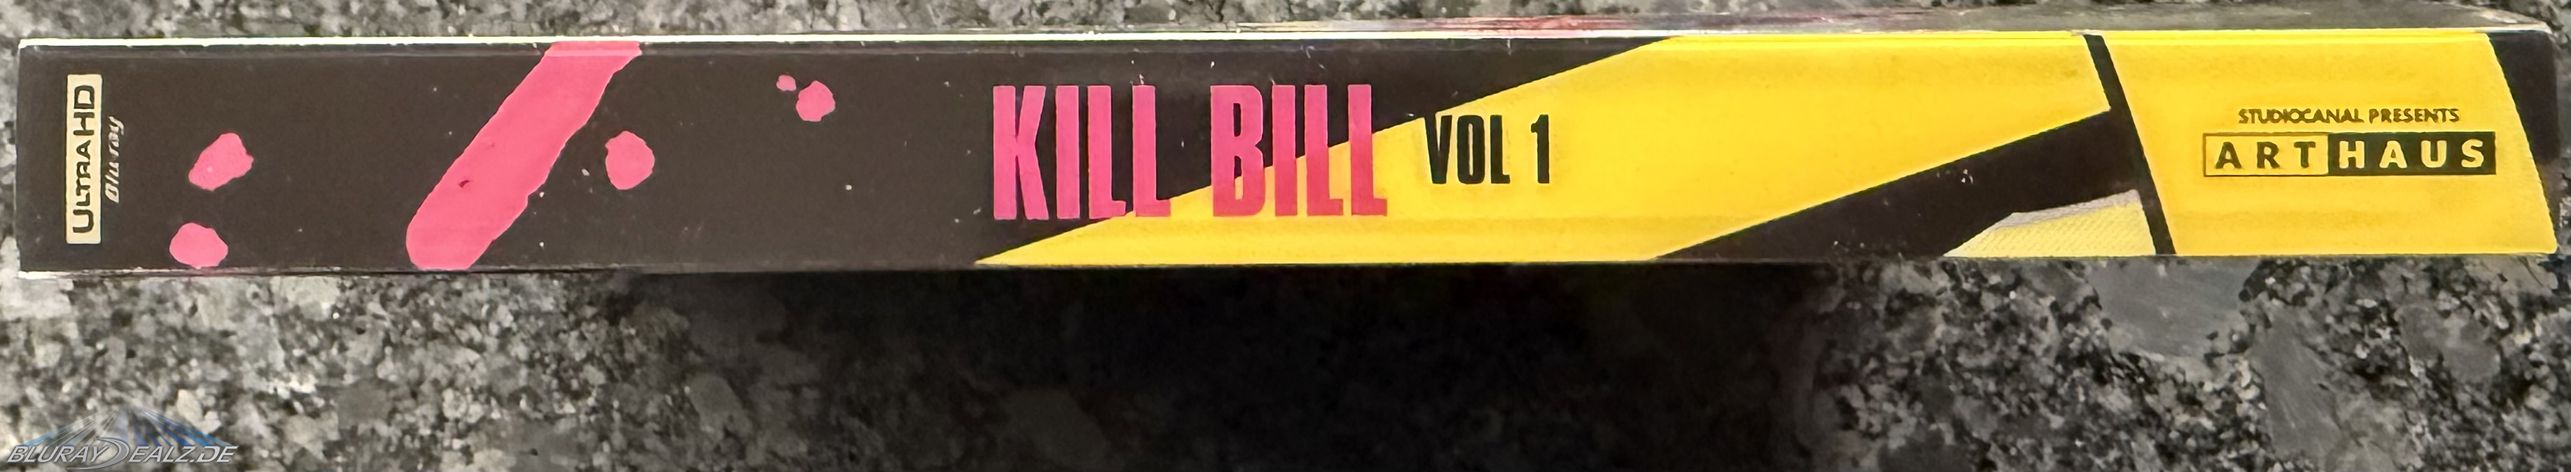 ULTRA HD
Blu-ray
KILL BILL VOL 1
STUDIOCANAL PRESENTS
ARTHAUS
BLURAYDEALZ.DE